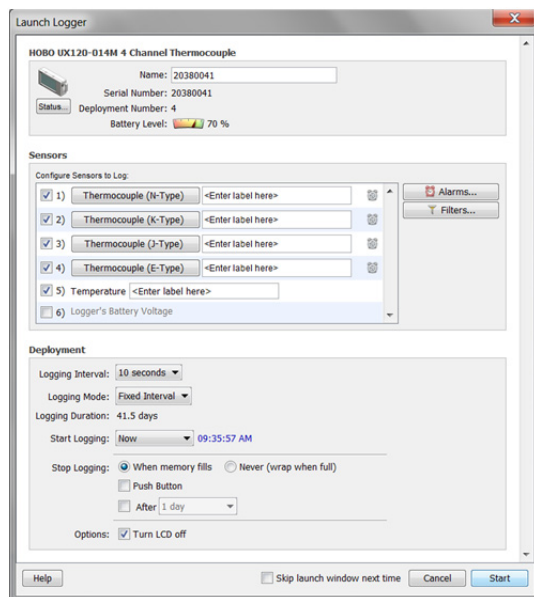 Launch Logger
HOBO UX120-014M 4 Channel Thermocouple
Name: 20380041
Serial Number: 20380041
Status... Deployment Number: 4
Battery Level: 70 %
Sensors
Configure Sensors to Log:
1) Thermocouple (N-Type) <Enter label here> Alarms...
2) Thermocouple (K-Type) <Enter label here> Filters...
3) Thermocouple (J-Type) <Enter label here>
4) Thermocouple (E-Type) <Enter label here>
5) Temperature <Enter label here>
6) Logger's Battery Voltage
Deployment
Logging Interval: 10 seconds
Logging Mode: Fixed Interval
Logging Duration: 41.5 days
Start Logging: Now 09:35:57 AM
Stop Logging: When memory fills Never (wrap when full)
Push Button
After 1 day
Options: Turn LCD off
Help Skip launch window next time Cancel Start